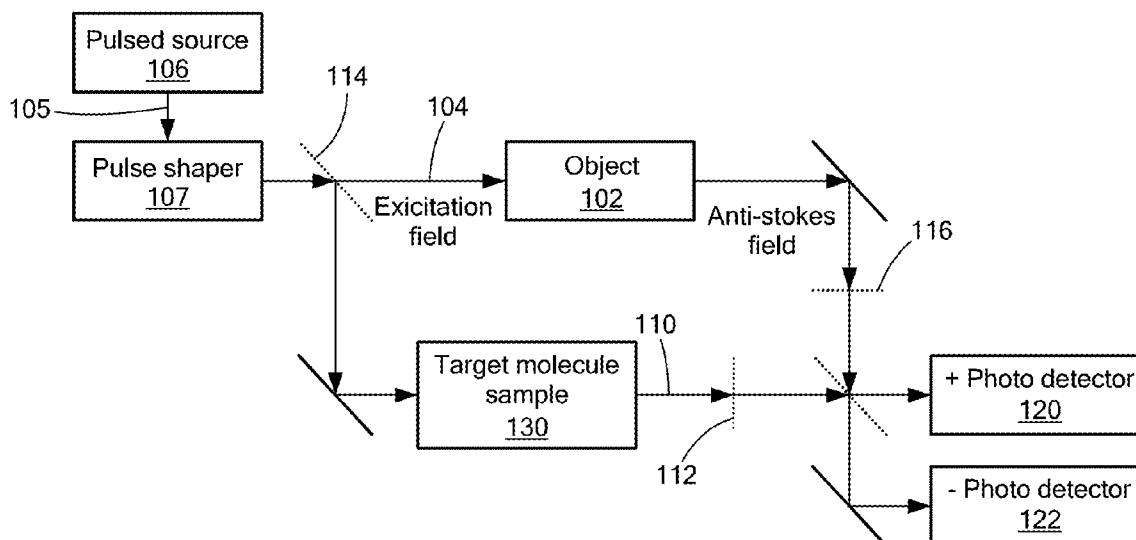 Pulsed source
106
105
114
104
Pulse shaper
107
Object
102
Exicitation
field
Anti-stokes
field
116
110
Target molecule
sample
130
112
+ Photo detector
120
- Photo detector
122